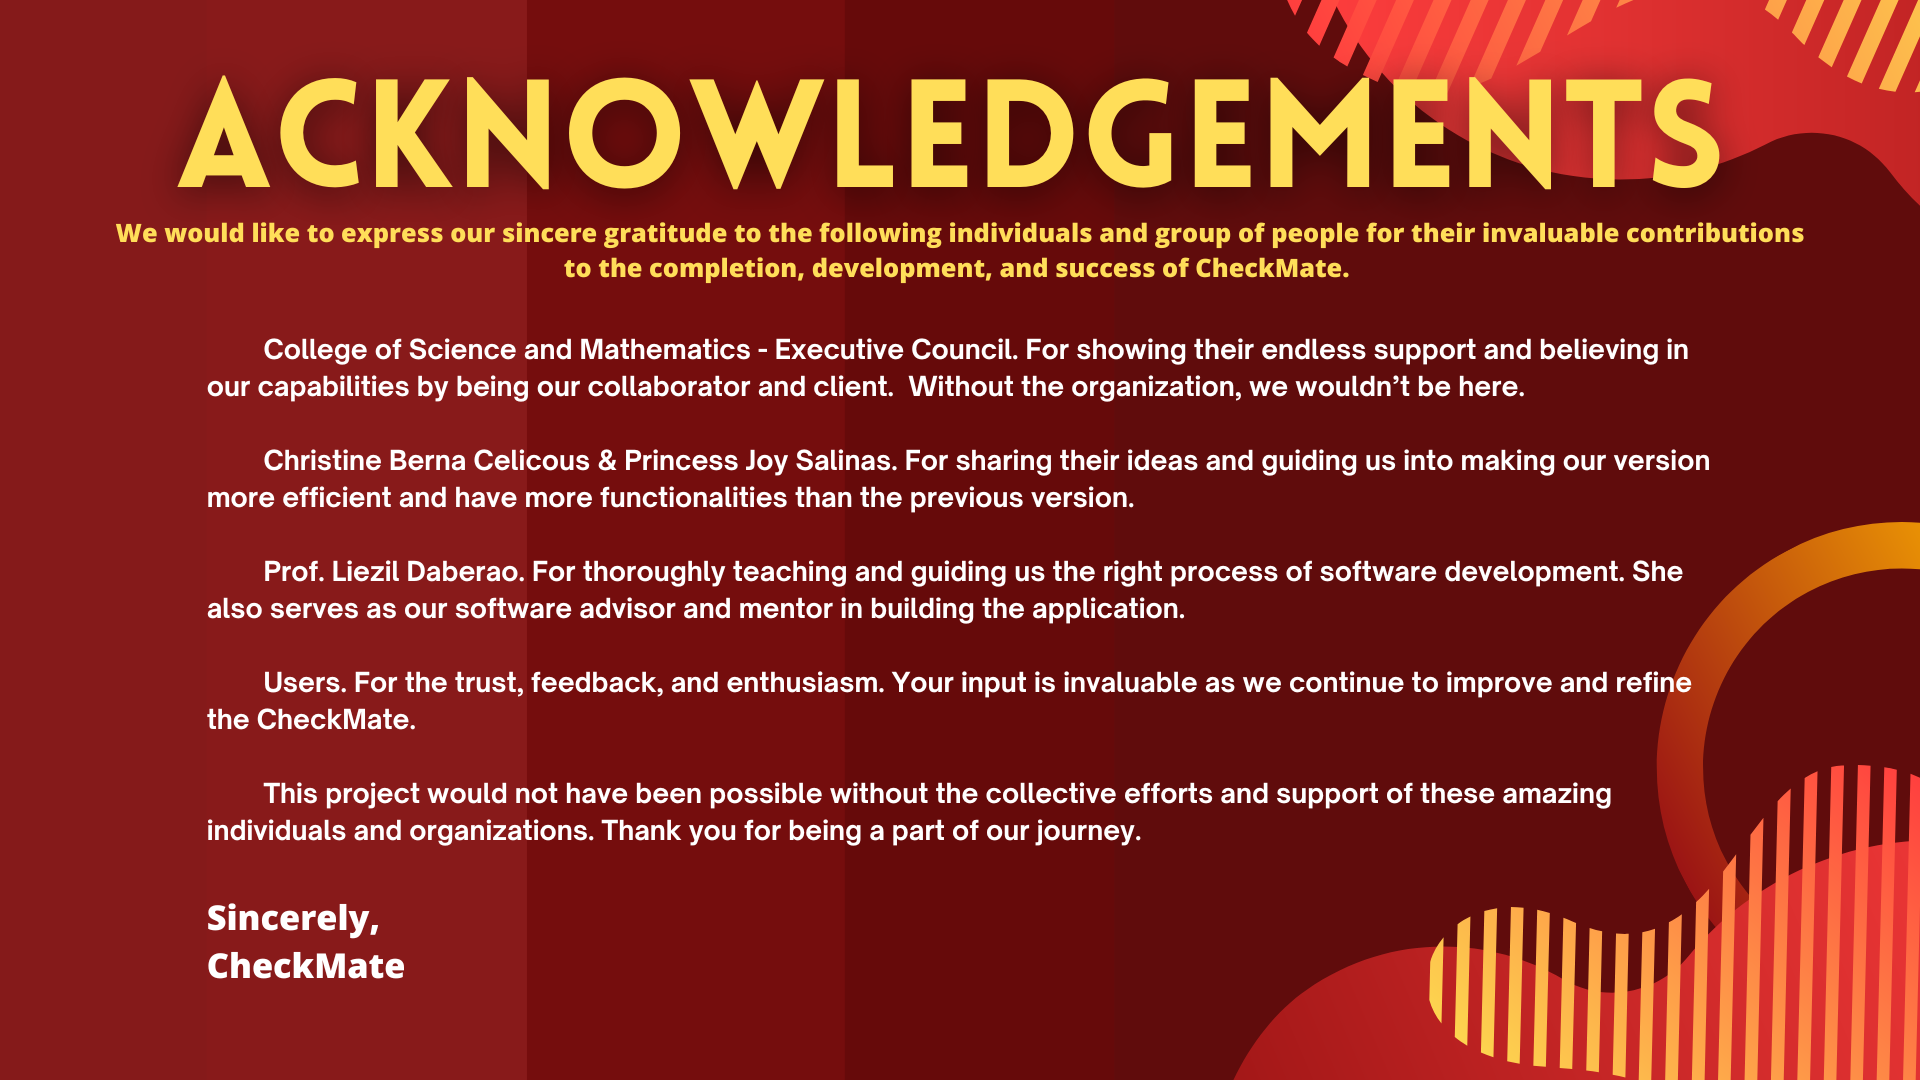 ACKNOWLEDGEMENTS
We would like to express our sincere gratitude to the following individuals and group of people for their invaluable contributions
to the completion, development, and success of CheckMate.
College of Science and Mathematics - Executive Council. For showing their endless support and believing in
our capabilities by being our collaborator and client.  Without the organization, we wouldn’t be here.
Christine Berna Celicous & Princess Joy Salinas. For sharing their ideas and guiding us into making our version
more efficient and have more functionalities than the previous version.
Prof. Liezil Daberao. For thoroughly teaching and guiding us the right process of software development. She
also serves as our software advisor and mentor in building the application.
Users. For the trust, feedback, and enthusiasm. Your input is invaluable as we continue to improve and refine
the CheckMate.
This project would not have been possible without the collective efforts and support of these amazing
individuals and organizations. Thank you for being a part of our journey.
Sincerely,
CheckMate